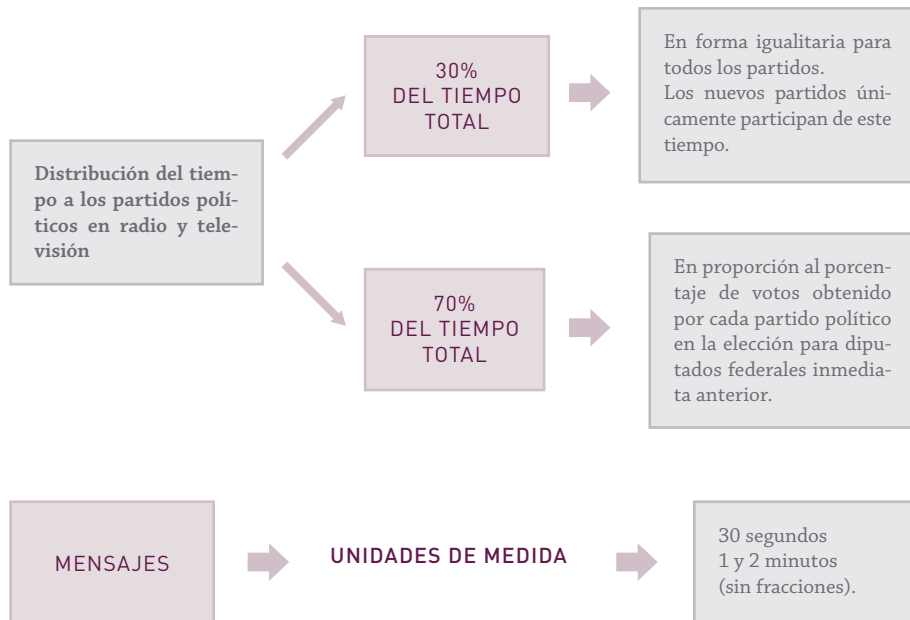 Distribución del tiem-
po a los partidos polí-
ticos en radio y tele-
visión
30%
DEL TIEMPO
TOTAL
En forma igualitaria para
todos los partidos.
Los nuevos partidos úni-
camente participan de este
tiempo.
70%
DEL TIEMPO
TOTAL
En proporción al porcen-
taje de votos obtenido
por cada partido político
en la elección para dipu-
tados federales inmedia-
ta anterior.
MENSAJES
UNIDADES DE MEDIDA
30 segundos
1 y 2 minutos
(sin fracciones).